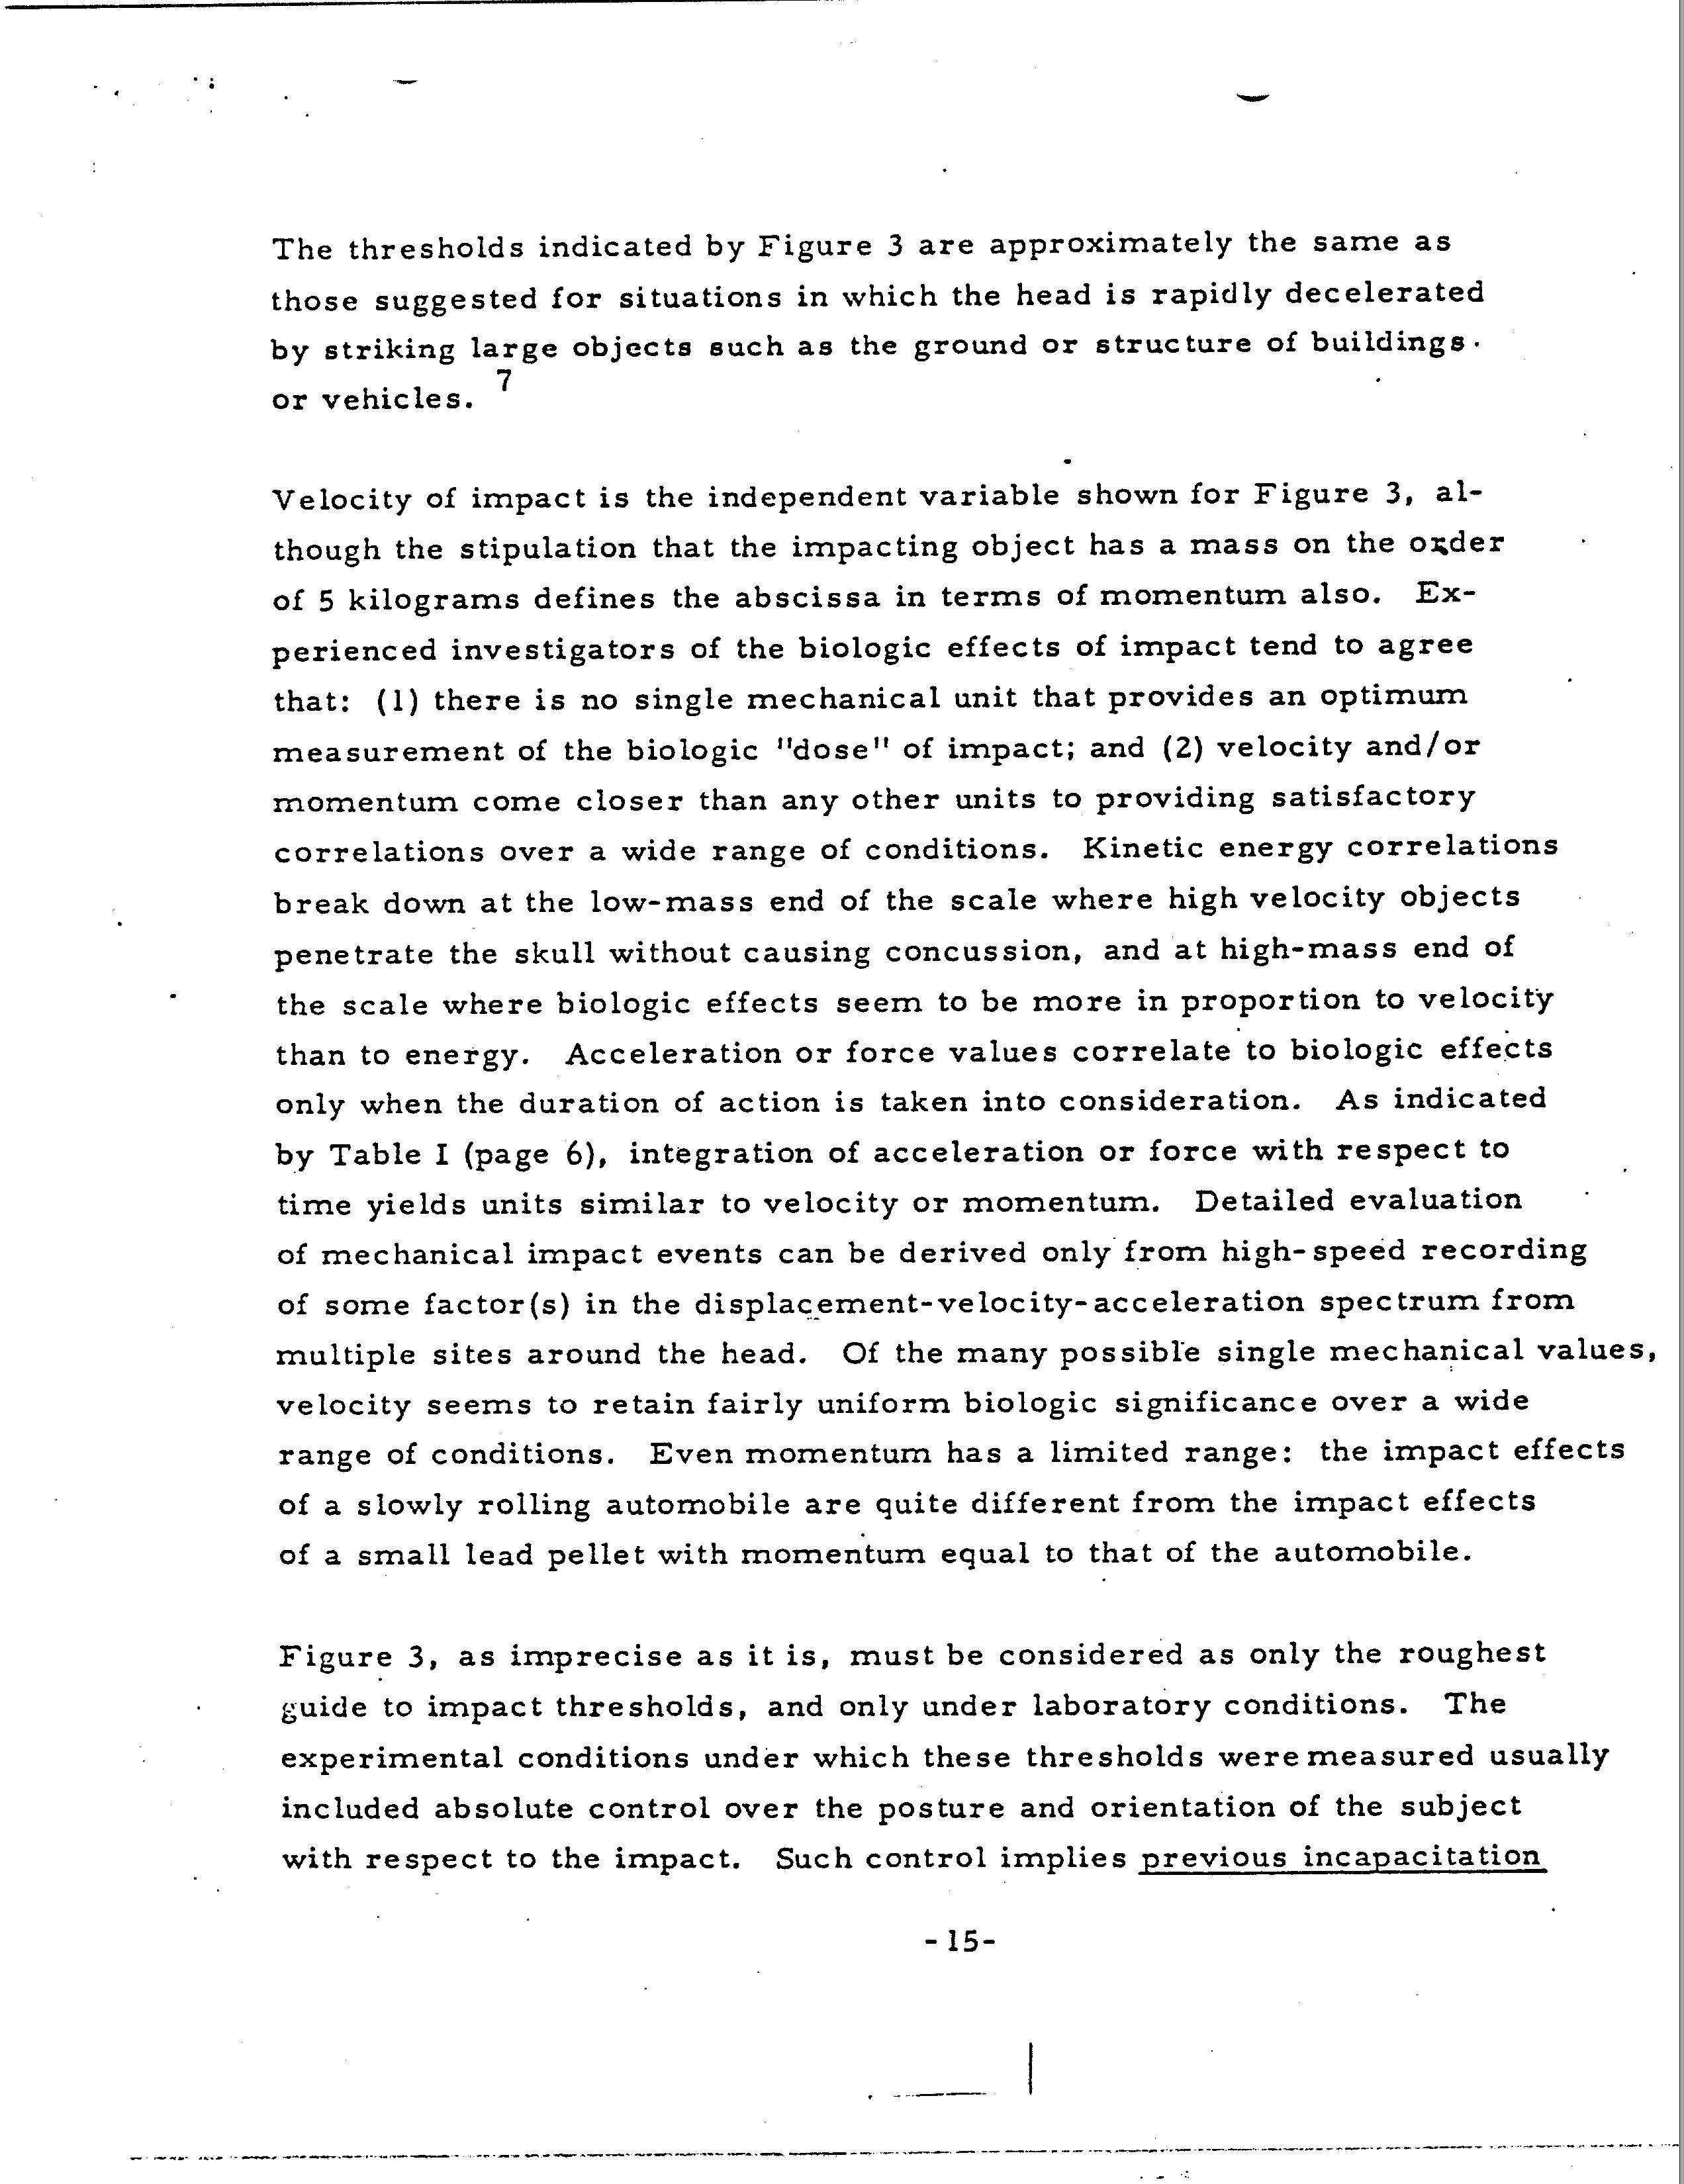 The thresholds indicated by Figure 3 are approximately the same as
those suggested for situations in which the head is rapidly decelerated
by striking large objects such as the ground or structure of buildings
or vehicles. 7
Velocity of impact is the independent variable shown for Figure 3, al-
though the stipulation that the impacting object has a mass on the order
of 5 kilograms defines the abscissa in terms of momentum also. Ex-
perienced investigators of the biologic effects of impact tend to agree
that: (1) there is no single mechanical unit that provides an optimum
measurement of the biologic "dose" of impact; and (2) velocity and/or
momentum come closer than any other units to providing satisfactory
correlations over a wide range of conditions. Kinetic energy correlations
break down at the low-mass end of the scale where high velocity objects
penetrate the skull without causing concussion, and at high-mass end of
the scale where biologic effects seem to be more in proportion to velocity
than to energy. Acceleration or force values correlate to biologic effects
only when the duration of action is taken into consideration. As indicated
by Table I (page 6), integration of acceleration or force with respect to
time yields units similar to velocity or momentum. Detailed evaluation
of mechanical impact events can be derived only from high-speed recording
of some factor(s) in the displacement-velocity-acceleration spectrum from
multiple sites around the head. Of the many possible single mechanical values,
velocity seems to retain fairly uniform biologic significance over a wide
range of conditions. Even momentum has a limited range: the impact effects
of a slowly rolling automobile are quite different from the impact effects
of a small lead pellet with momentum equal to that of the automobile.
Figure 3, as imprecise as it is, must be considered as only the roughest
guide to impact thresholds, and only under laboratory conditions. The
experimental conditions under which these thresholds were measured usually
included absolute control over the posture and orientation of the subject
with respect to the impact. Such control implies previous incapacitation
-15-